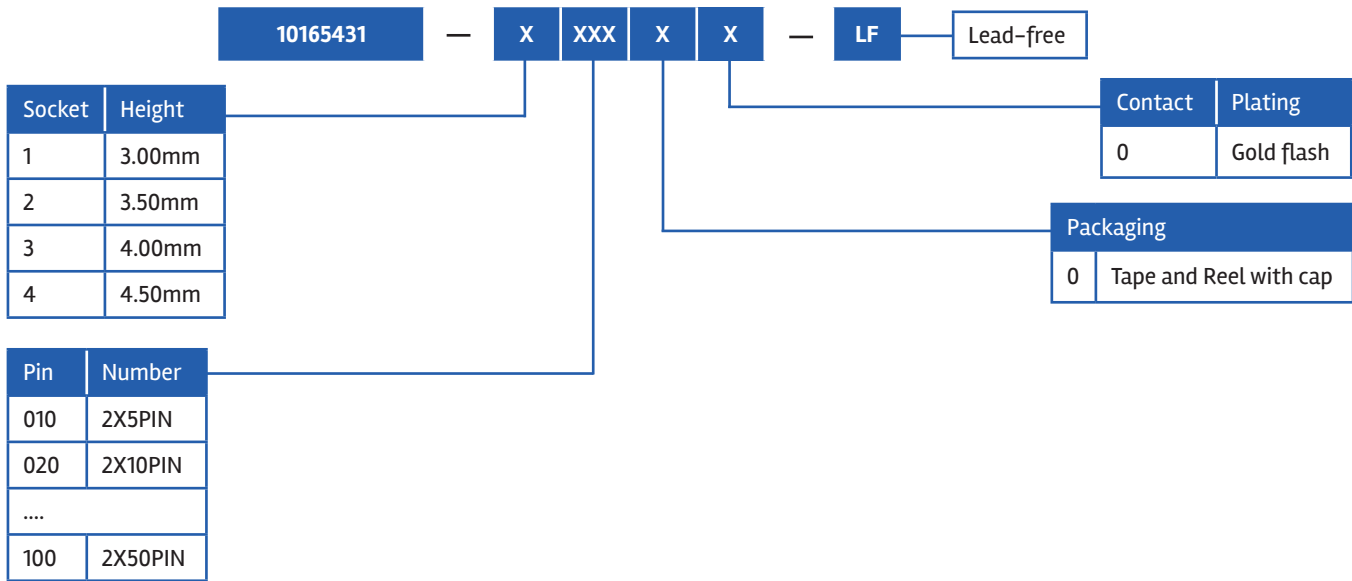 10165431 — X XXX X X — LF Lead-free
Socket Height
1 3.00mm
2 3.50mm
3 4.00mm
4 4.50mm
Contact Plating
0 Gold flash
Packaging
0 Tape and Reel with cap
Pin Number
010 2X5PIN
020 2X10PIN
....
100 2X50PIN